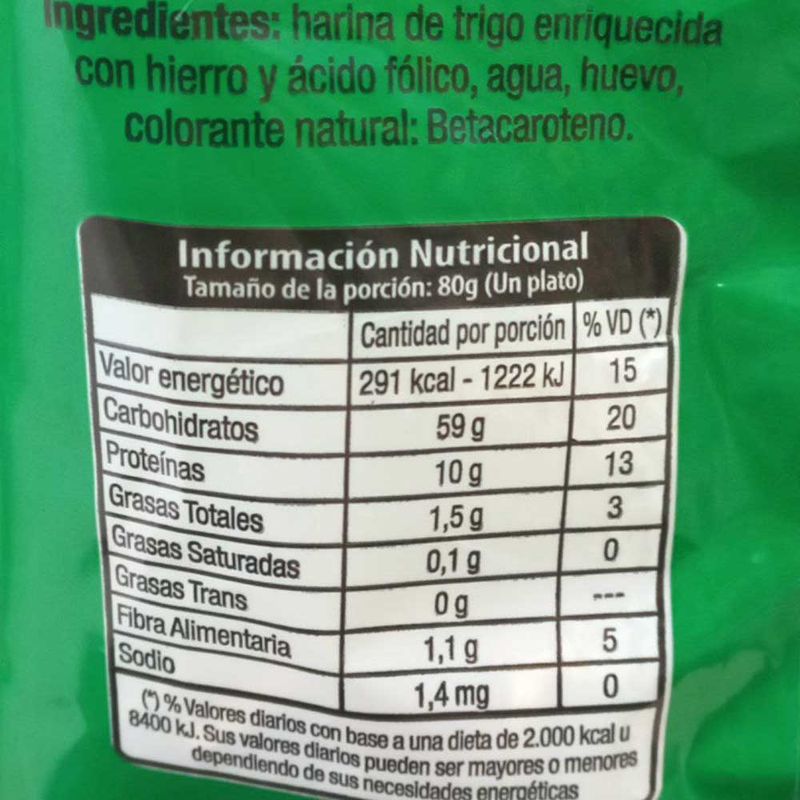 Ingredientes: harina de trigo enriquecida
con hierro y ácido fólico, agua, huevo,
colorante natural: Betacaroteno.
Información Nutricional
Tamaño de la porción: 80g (Un plato)
Cantidad por porción % VD (*)
Valor energético 291 kcal - 1222 kJ 15
Carbohidratos 59 g 20
Proteínas 10 g 13
Grasas Totales 1,5 g 3
Grasas Saturadas 0,1 g 0
Grasas Trans 0 g ---
Fibra Alimentaria 1,1 g 5
Sodio 1,4 mg 0
(*) % Valores diarios con base a una dieta de 2.000 kcal u
8400 kJ. Sus valores diarios pueden ser mayores o menores
dependiendo de sus necesidades energéticas